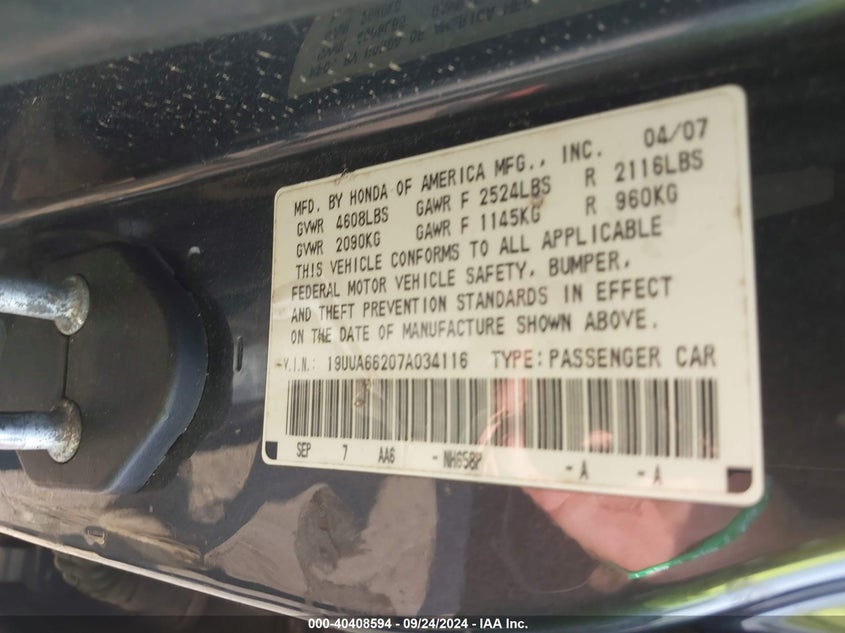 MFD. BY HONDA OF AMERICA MFG., INC. 04/07
GVWR 4608LBS GAWR F 2524LBS R 2116LBS
GVWR 2090KG GAWR F 1145KG R 960KG
THIS VEHICLE CONFORMS TO ALL APPLICABLE
FEDERAL MOTOR VEHICLE SAFETY, BUMPER,
AND THEFT PREVENTION STANDARDS IN EFFECT
ON THE DATE OF MANUFACTURE SHOWN ABOVE.
V.I.N.: 19UUA66207A034116 TYPE: PASSENGER CAR
SEP 7 AA6 - NH658P - A - A
000-40408594 - 09/24/2024 - IAA Inc.